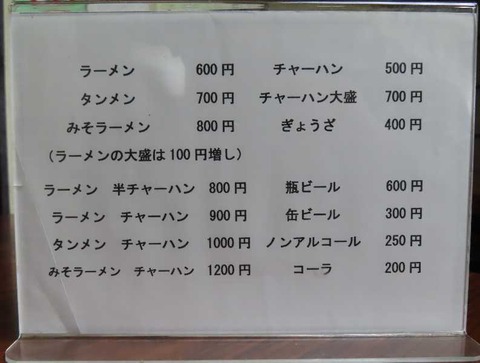 ラーメン 600円 チャーハン 500円
タンメン 700円 チャーハン大盛 700円
みそラーメン 800円 ぎょうざ 400円
（ラーメンの大盛は100円増し）
ラーメン 半チャーハン 800円 瓶ビール 600円
ラーメン チャーハン 900円 缶ビール 300円
タンメン チャーハン 1000円 ノンアルコール 250円
みそラーメン チャーハン 1200円 コーラ 200円